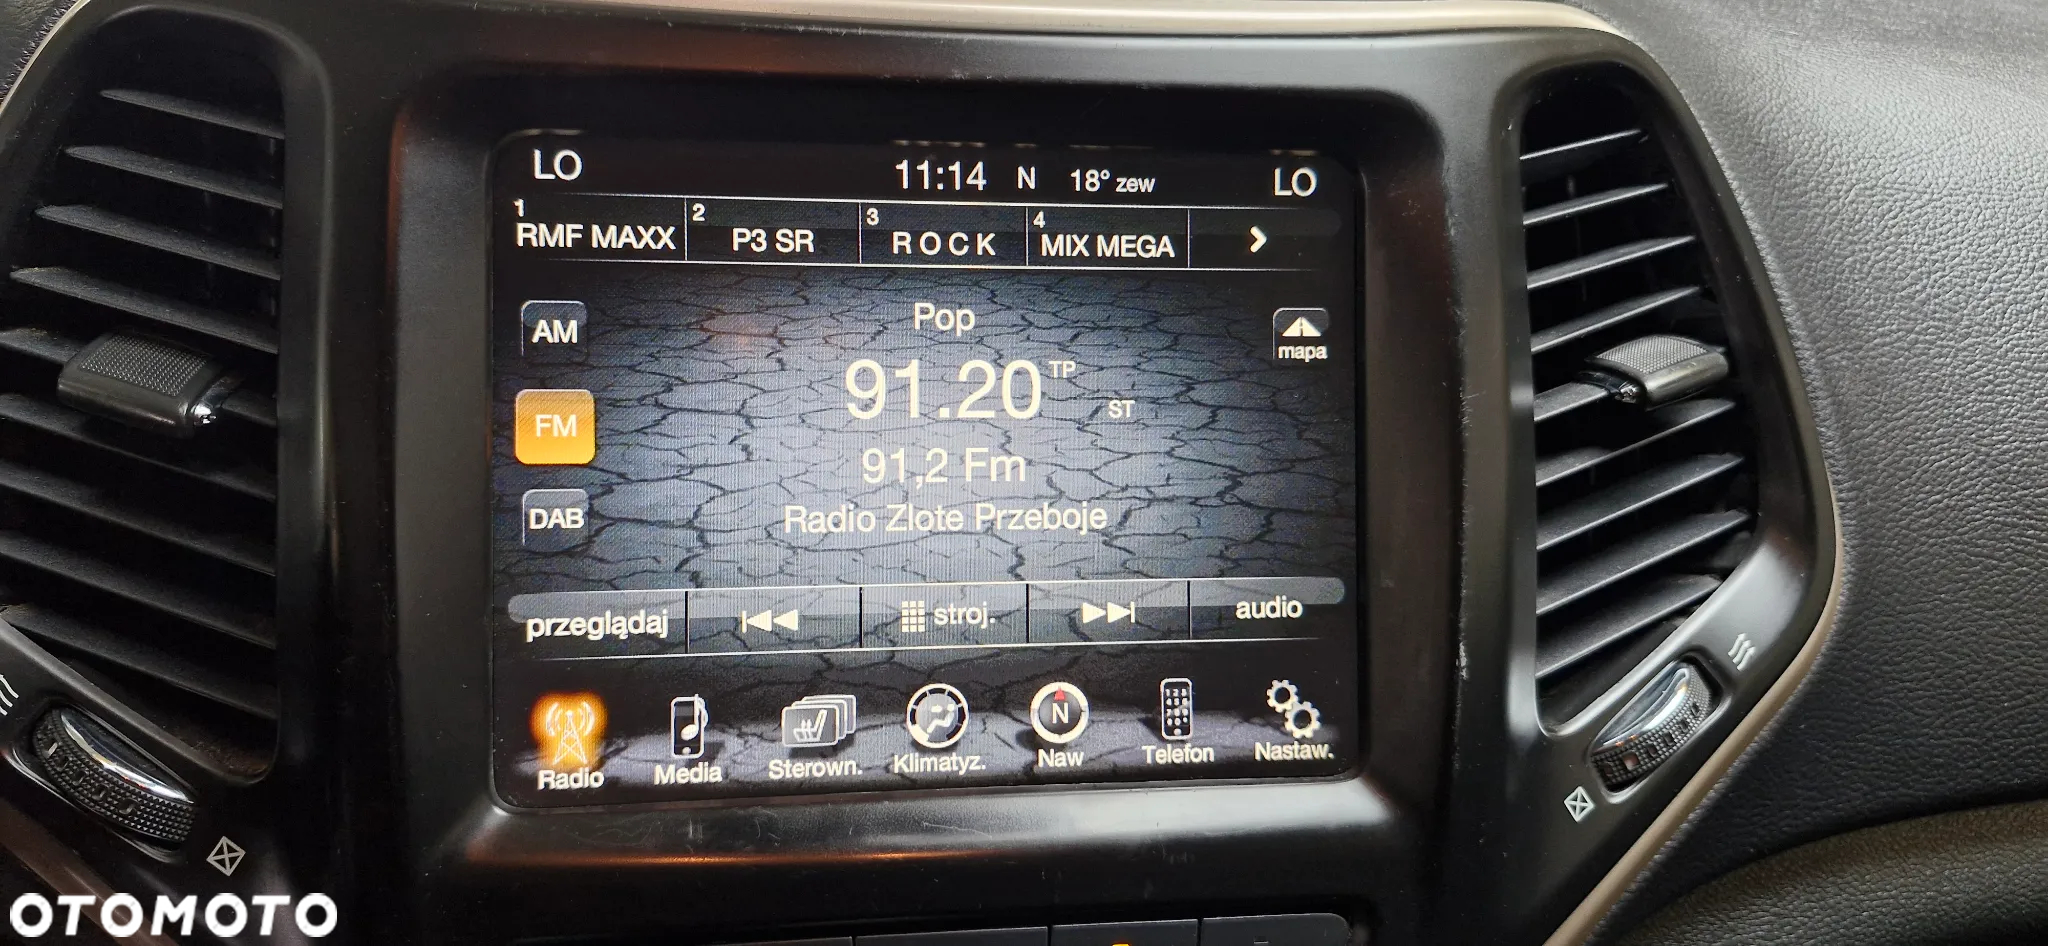 LO 11:14 N 18° zew LO
1 RMF MAXX 2 P3 SR 3 ROCK 4 MIX MEGA
Pop
AM mapa
91.20 TP ST
FM
91,2 Fm
DAB Radio Zlote Przeboje
przeglądaj stroj. audio
Radio Media Sterown. Klimatyz. N Naw Telefon Nastaw.
OTOMOTO